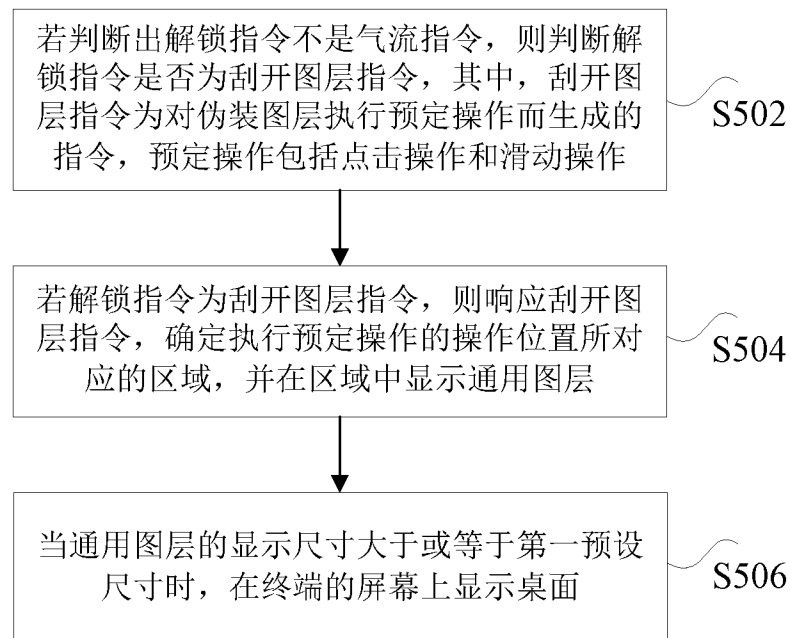 若判断出解锁指令不是气流指令，则判断解
锁指令是否为刮开图层指令，其中，刮开图
层指令为对伪装图层执行预定操作而生成的
指令，预定操作包括点击操作和滑动操作
S502
若解锁指令为刮开图层指令，则响应刮开图
层指令，确定执行预定操作的操作位置所对
应的区域，并在区域中显示通用图层
S504
当通用图层的显示尺寸大于或等于第一预设
尺寸时，在终端的屏幕上显示桌面
S506